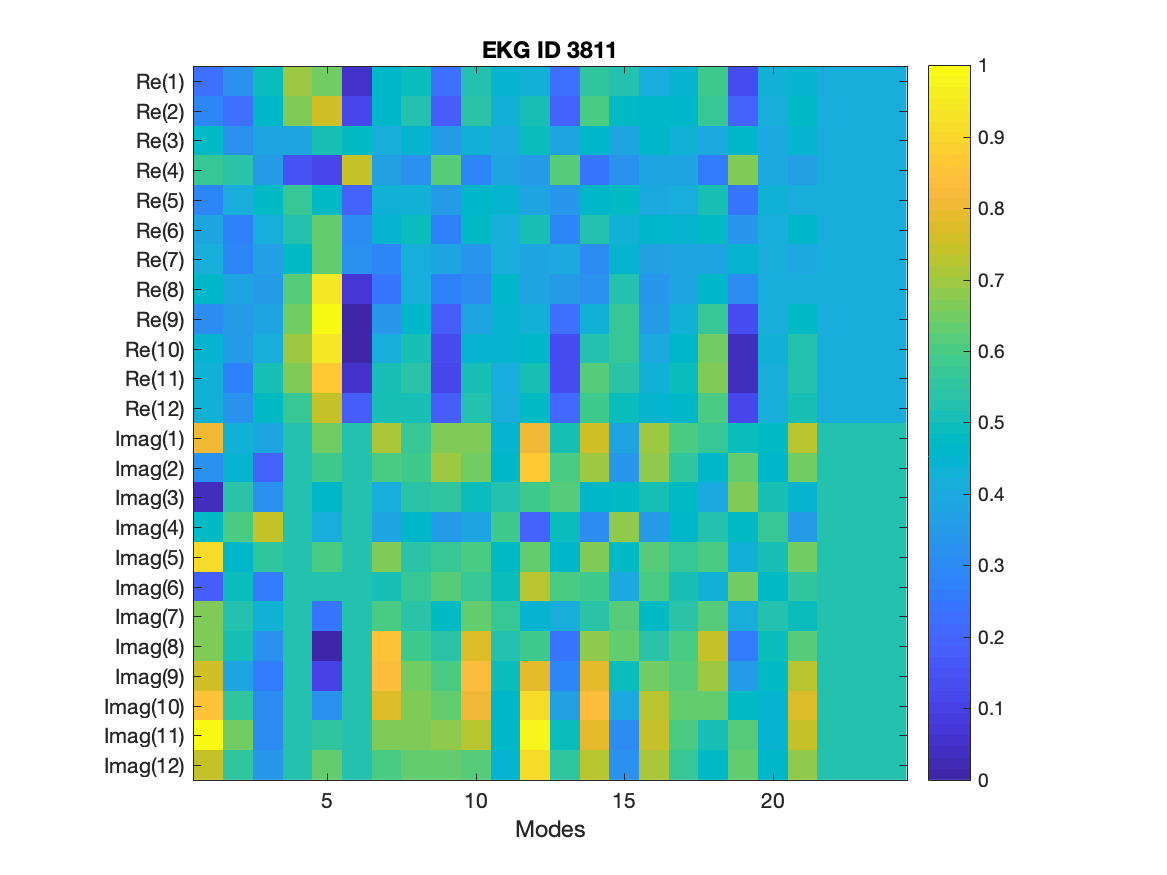 EKG ID 3811
Re(1)
Re(2)
Re(3)
Re(4)
Re(5)
Re(6)
Re(7)
Re(8)
Re(9)
Re(10)
Re(11)
Re(12)
Imag(1)
Imag(2)
Imag(3)
Imag(4)
Imag(5)
Imag(6)
Imag(7)
Imag(8)
Imag(9)
Imag(10)
Imag(11)
Imag(12)
5 10 15 20
Modes
1
0.9
0.8
0.7
0.6
0.5
0.4
0.3
0.2
0.1
0